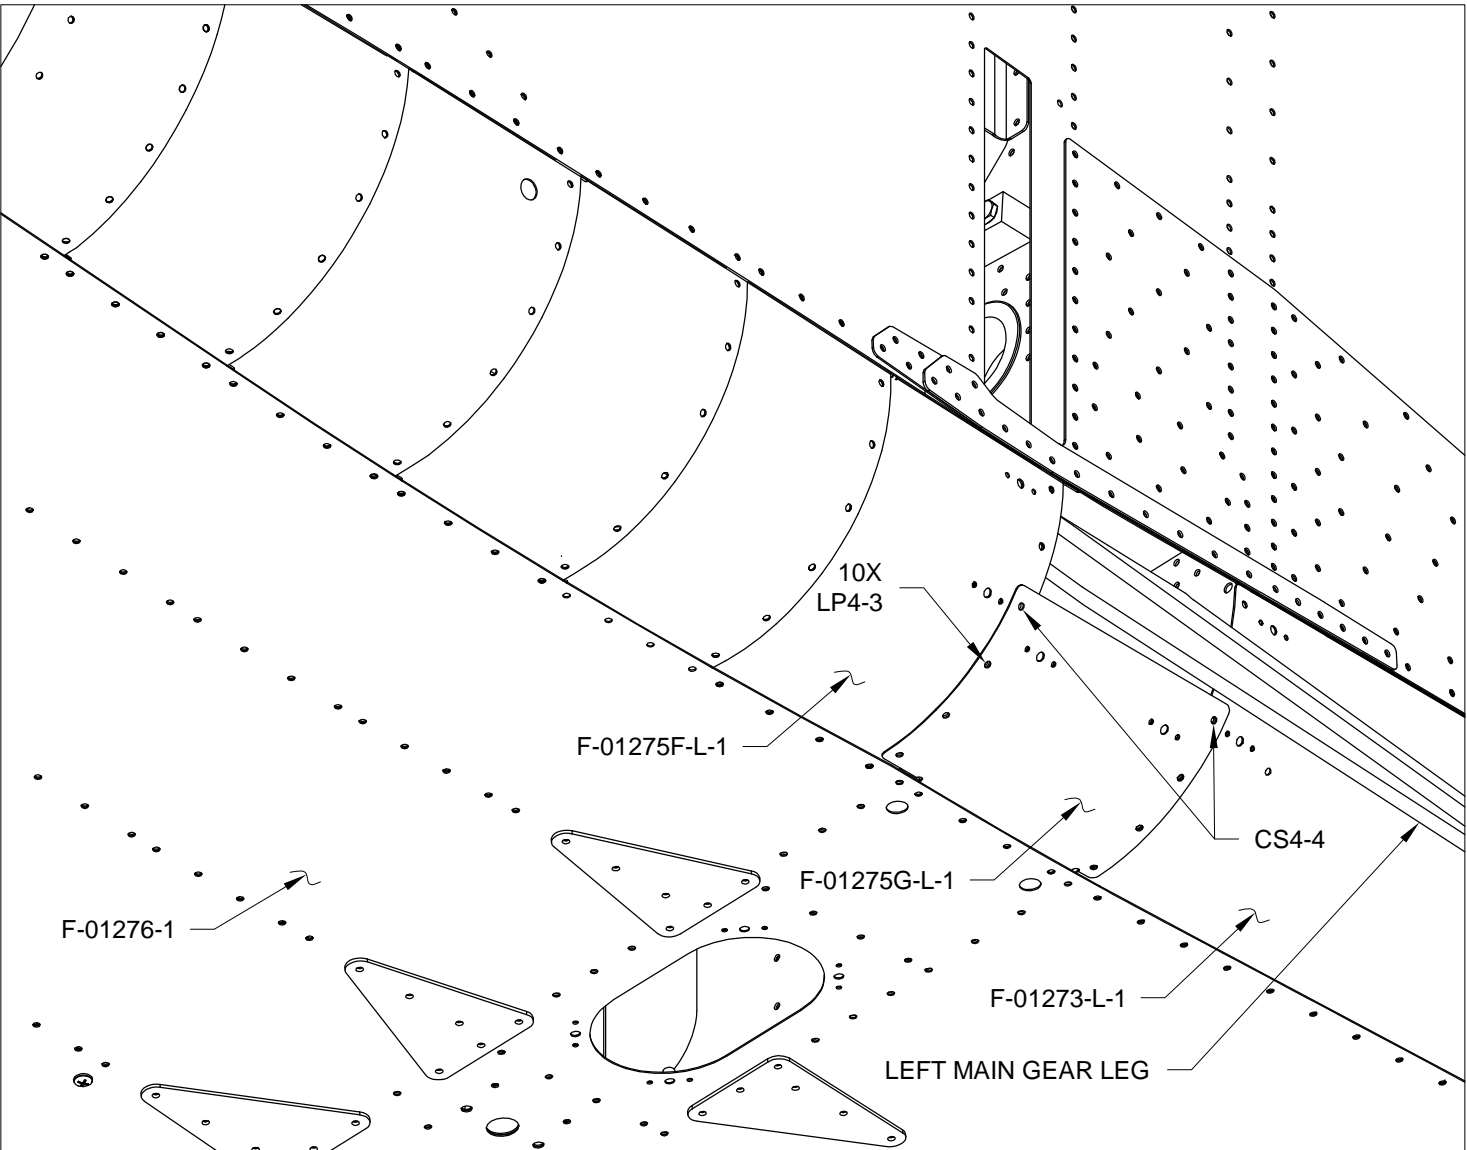 10X
LP4-3
F-01275F-L-1
CS4-4
F-01275G-L-1
F-01276-1
F-01273-L-1
LEFT MAIN GEAR LEG